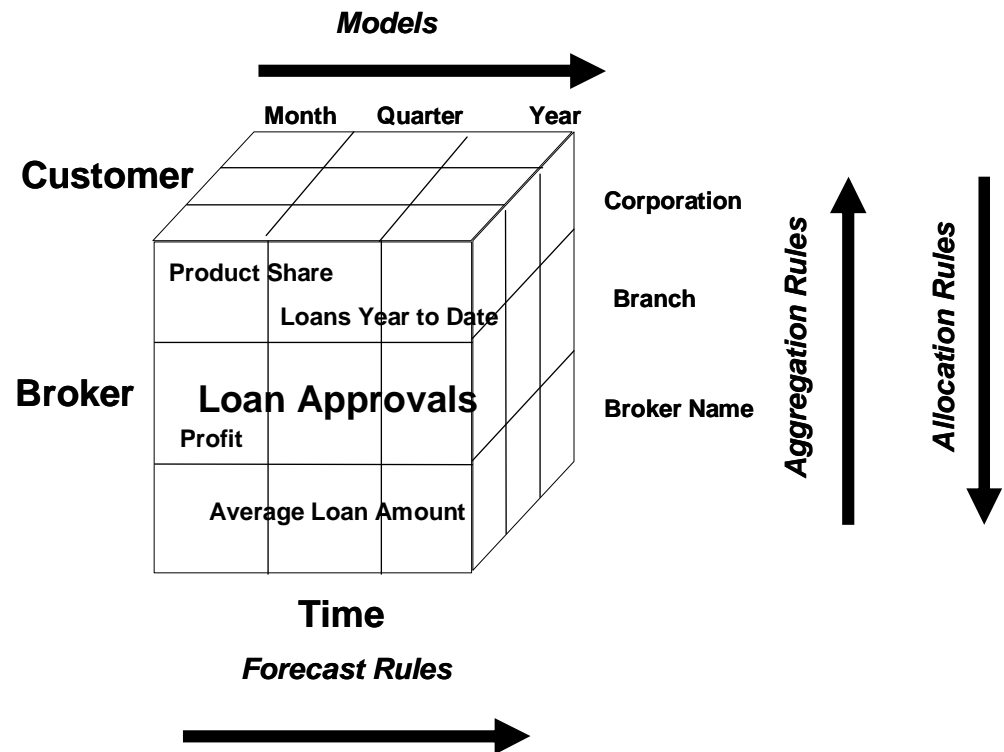 Models
Month Quarter Year
Customer
Corporation
Product Share
Loans Year to Date
Branch
Broker
Loan Approvals
Broker Name
Profit
Average Loan Amount
Aggregation Rules
Allocation Rules
Time
Forecast Rules